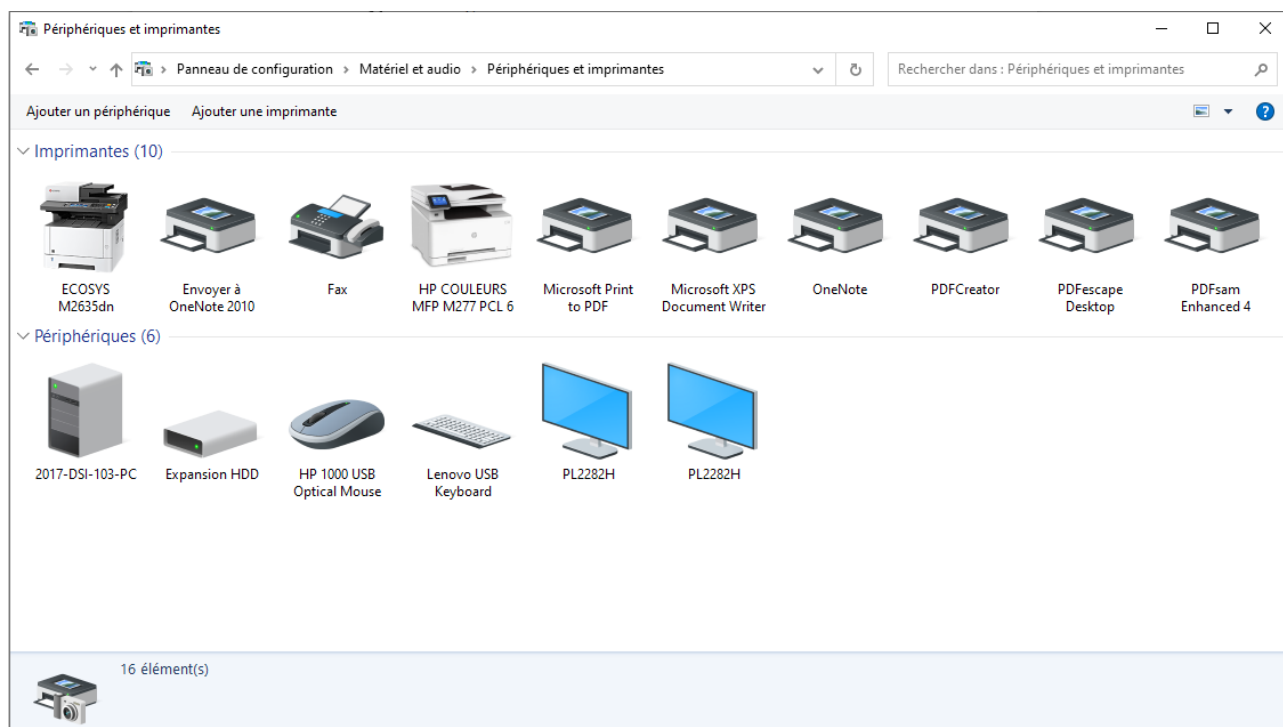 Périphériques et imprimantes
Panneau de configuration > Matériel et audio > Périphériques et imprimantes
Rechercher dans : Périphériques et imprimantes
Ajouter un périphérique Ajouter une imprimante
Imprimantes (10)
ECOSYS
M2635dn
Envoyer à
OneNote 2010
Fax
HP COULEURS
MFP M277 PCL 6
Microsoft Print
to PDF
Microsoft XPS
Document Writer
OneNote
PDFCreator
PDFescape
Desktop
PDFsam
Enhanced 4
Périphériques (6)
2017-DSI-103-PC
Expansion HDD
HP 1000 USB
Optical Mouse
Lenovo USB
Keyboard
PL2282H
PL2282H
16 élément(s)